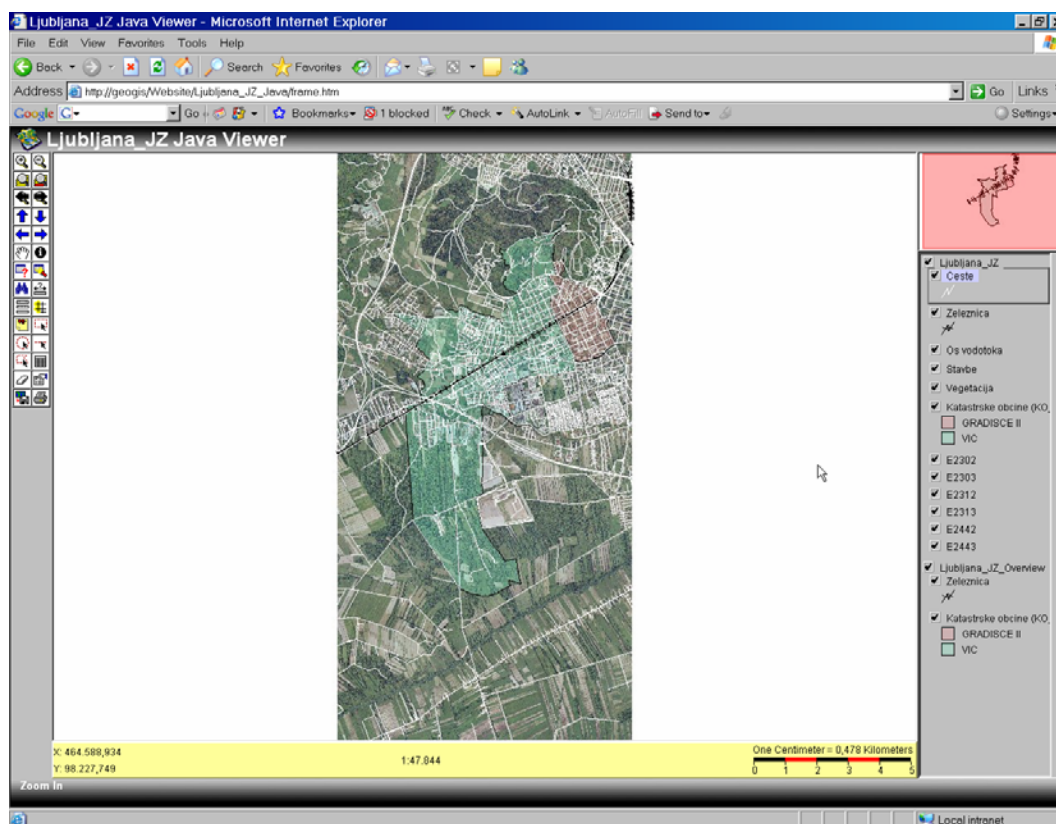 Ljubljana_JZ Java Viewer - Microsoft Internet Explorer
File Edit View Favorites Tools Help
Back Search Favorites
Address http://geogis/Website/Ljubljana_JZ_Java/frame.htm Go Links
Google G Go Bookmarks 1 blocked Check AutoLink AutoFill Send to Settings
Ljubljana_JZ Java Viewer
Ljubljana_JZ
Ceste
Zeleznica
Os vodotoka
Stavbe
Vegetacija
Katastrske obcine (KO_
GRADISCE II
VIC
E2302
E2303
E2312
E2313
E2442
E2443
Ljubljana_JZ_Overview
Zeleznica
Katastrske obcine (KO_
GRADISCE II
VIC
X: 464.588,934
Y: 98.227,749
1:47.844
One Centimeter = 0,478 Kilometers
0 1 2 3 4 5
Zoom In
Local intranet